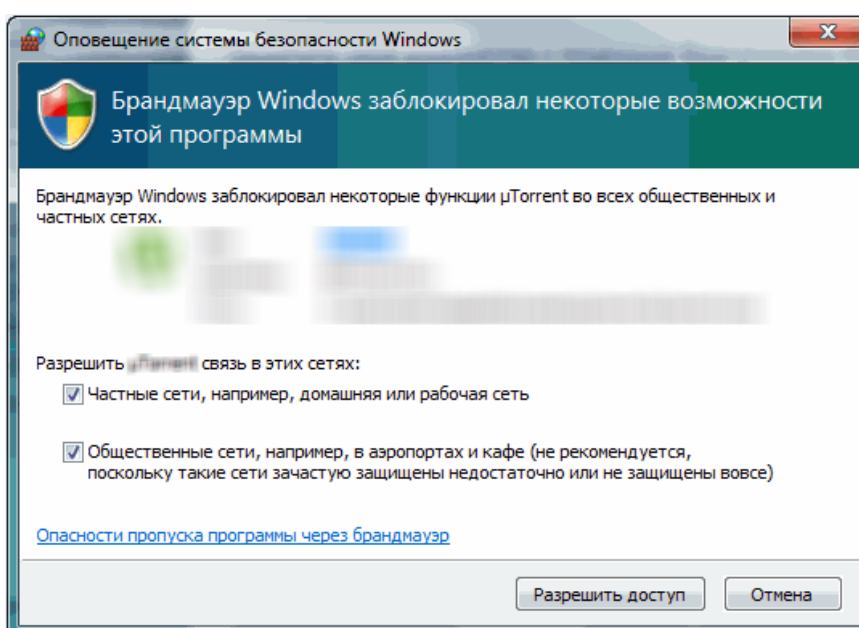 Оповещение системы безопасности Windows
Брандмауэр Windows заблокировал некоторые возможности
этой программы
Брандмауэр Windows заблокировал некоторые функции µTorrent во всех общественных и
частных сетях.
Разрешить связь в этих сетях:
Частные сети, например, домашняя или рабочая сеть
Общественные сети, например, в аэропортах и кафе (не рекомендуется,
поскольку такие сети зачастую защищены недостаточно или не защищены вовсе)
Опасности пропуска программы через брандмауэр
Разрешить доступ
Отмена